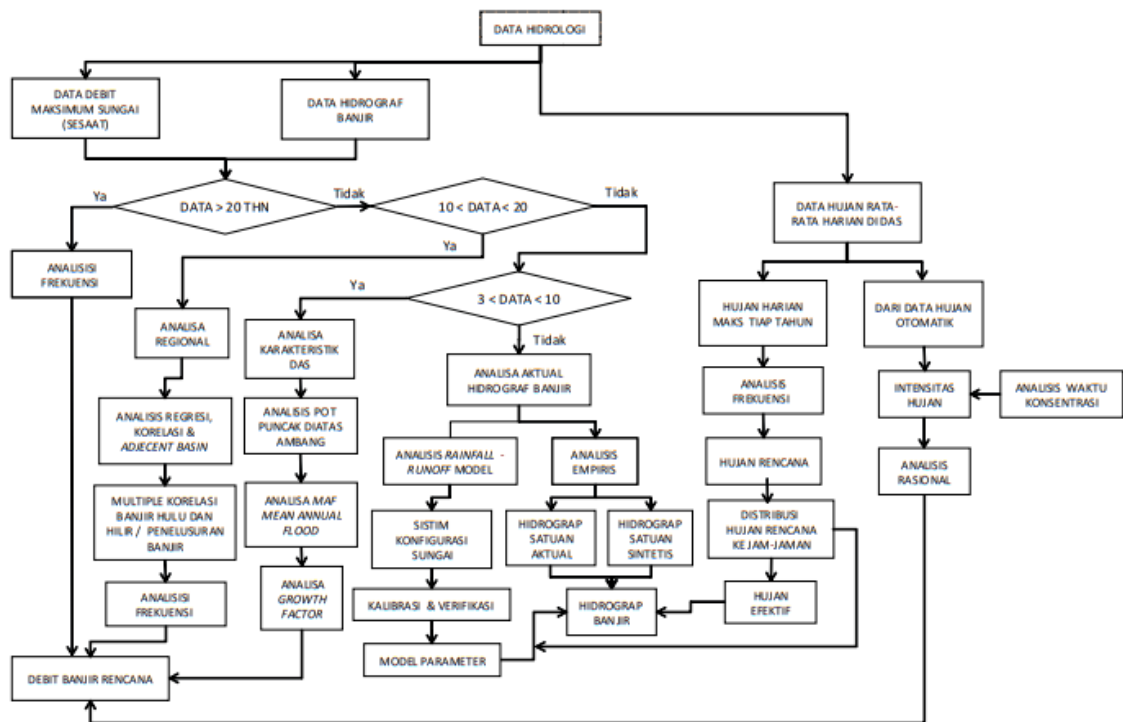 DATA HIDROLOGI
DATA DEBIT
MAKSIMUM SUNGAI
(SESAAT)
DATA HIDROGRAF
BANJIR
Ya
DATA > 20 THN
Tidak
10 < DATA < 20
Tidak
DATA HUJAN RATA-
RATA HARIAN DI DAS
ANALISISI
FREKUENSI
Ya
Ya
3 < DATA < 10
HUJAN HARIAN
MAKS TIAP TAHUN
DARI DATA HUJAN
OTOMATIK
ANALISA
REGIONAL
ANALISA
KARAKTERISTIK
DAS
Tidak
ANALISA AKTUAL
HIDROGRAF BANJIR
ANALISIS
FREKUENSI
INTENSITAS
HUJAN
ANALISIS WAKTU
KONSENTRASI
ANALISIS REGRESI,
KORELASI &
ADJECENT BASIN
ANALISIS POT
PUNCAK DIATAS
AMBANG
ANALISIS RAINFALL -
RUNOFF MODEL
ANALISIS
EMPIRIS
HUJAN RENCANA
ANALISIS
RASIONAL
MULTIPLE KORELASI
BANJIR HULU DAN
HILIR / PENELUSURAN
BANJIR
ANALISA MAF
MEAN ANNUAL
FLOOD
SISTIM
KONFIGURASI
SUNGAI
HIDROGRAP
SATUAN
AKTUAL
HIDROGRAP
SATUAN
SINTETIS
DISTRIBUSI
HUJAN RENCANA
KE JAM-JAMAN
ANALISISI
FREKUENSI
ANALISA
GROWTH
FACTOR
KALIBRASI & VERIFIKASI
HIDROGRAP
BANJIR
HUJAN
EFEKTIF
DEBIT BANJIR RENCANA
MODEL PARAMETER